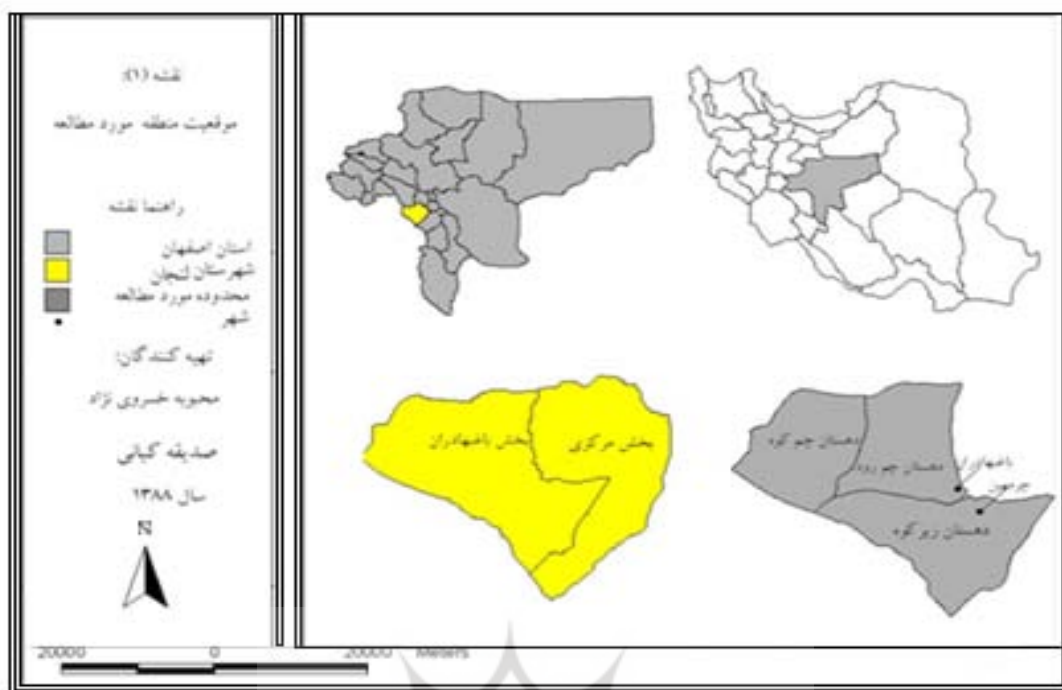 نقشه (۱):
موقعیت منطقه مورد مطالعه
راهنما نقشه
استان اصفهان
شهرستان لنجان
محدوده مورد مطالعه
شهر
تهیه کنندگان:
محبوبه خسروی نژاد
صدیقه کیانی
سال ۱۳۸۸
N
بخش مرکزی
بخش باغبهادران
دهستان چم کوه
دهستان چم رود
باغبهادران
چرمهین
دهستان زیر کوه
20000 0 20000 Meters